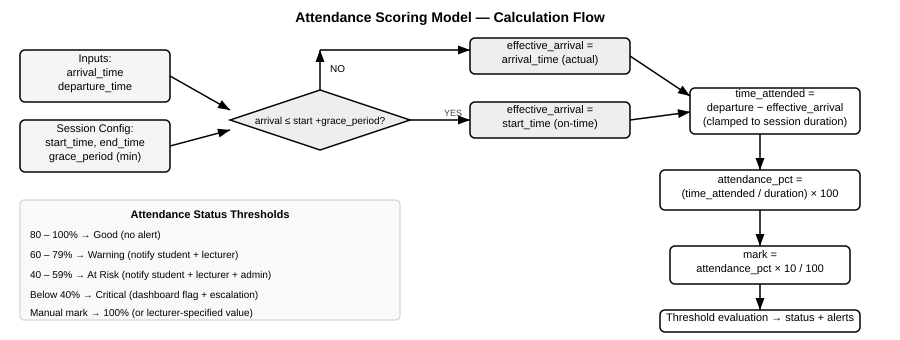 Attendance Scoring Model — Calculation Flow
Inputs:
arrival_time
departure_time
Session Config:
start_time, end_time
grace_period (min)
arrival ≤ start +grace_period?
NO
YES
effective_arrival =
arrival_time (actual)
effective_arrival =
start_time (on-time)
time_attended =
departure − effective_arrival
(clamped to session duration)
attendance_pct =
(time_attended / duration) × 100
mark =
attendance_pct × 10 / 100
Threshold evaluation → status + alerts
Attendance Status Thresholds
80 – 100% → Good (no alert)
60 – 79% → Warning (notify student + lecturer)
40 – 59% → At Risk (notify student + lecturer + admin)
Below 40% → Critical (dashboard flag + escalation)
Manual mark → 100% (or lecturer-specified value)